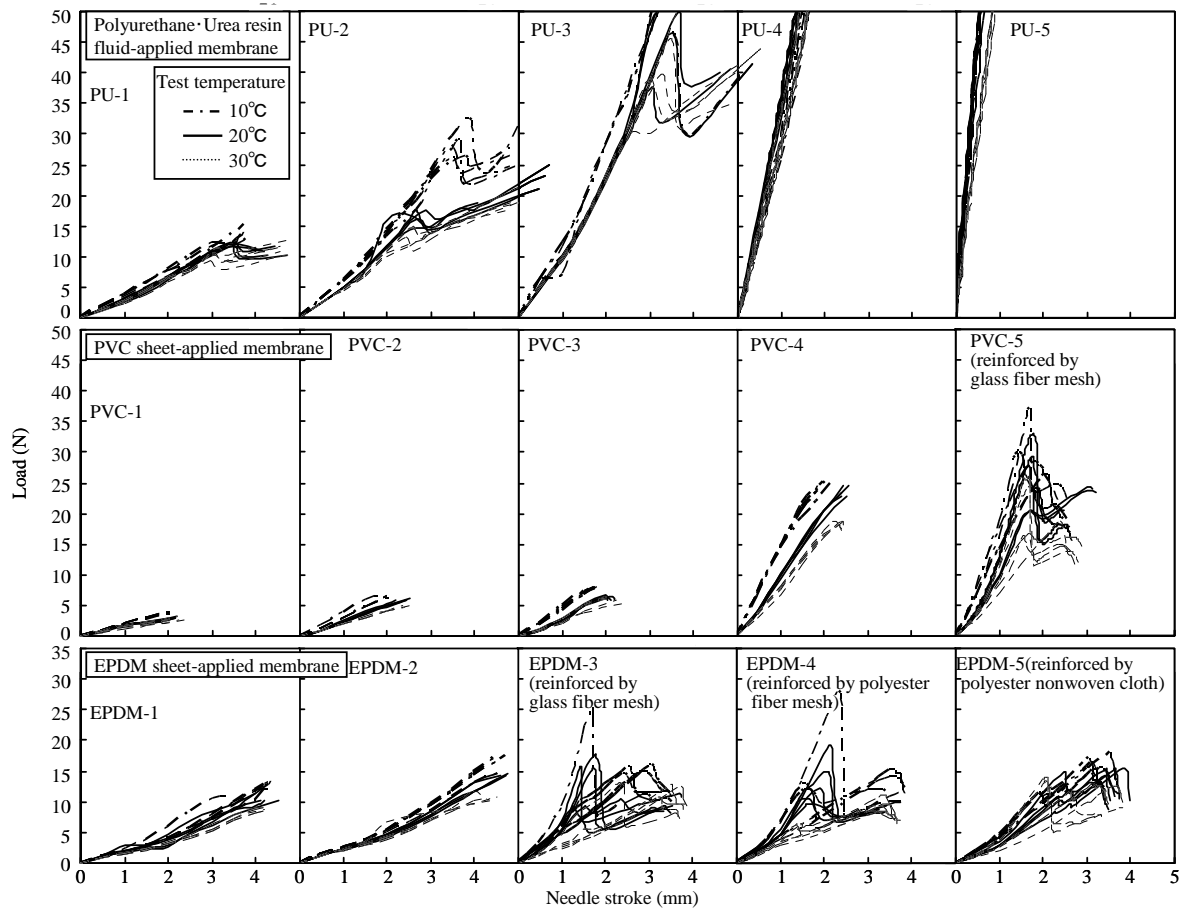 50
Polyurethane·Urea resin
fluid-applied membrane
PU-1
Test temperature
10℃
20℃
30℃
PU-2
PU-3
PU-4
PU-5
50
45
40
35
30
25
20
15
10
5
0
PVC sheet-applied membrane
PVC-1
PVC-2
PVC-3
PVC-4
PVC-5
(reinforced by
glass fiber mesh)
50
45
40
35
30
25
20
15
10
5
0
Load (N)
EPDM sheet-applied membrane
EPDM-1
EPDM-2
EPDM-3
(reinforced by
glass fiber mesh)
EPDM-4
(reinforced by polyester
fiber mesh)
EPDM-5(reinforced by
polyester nonwoven cloth)
35
30
25
20
15
10
5
0
0 1 2 3 4 0 1 2 3 4 0 1 2 3 4 0 1 2 3 4 0 1 2 3 4 5
Needle stroke (mm)